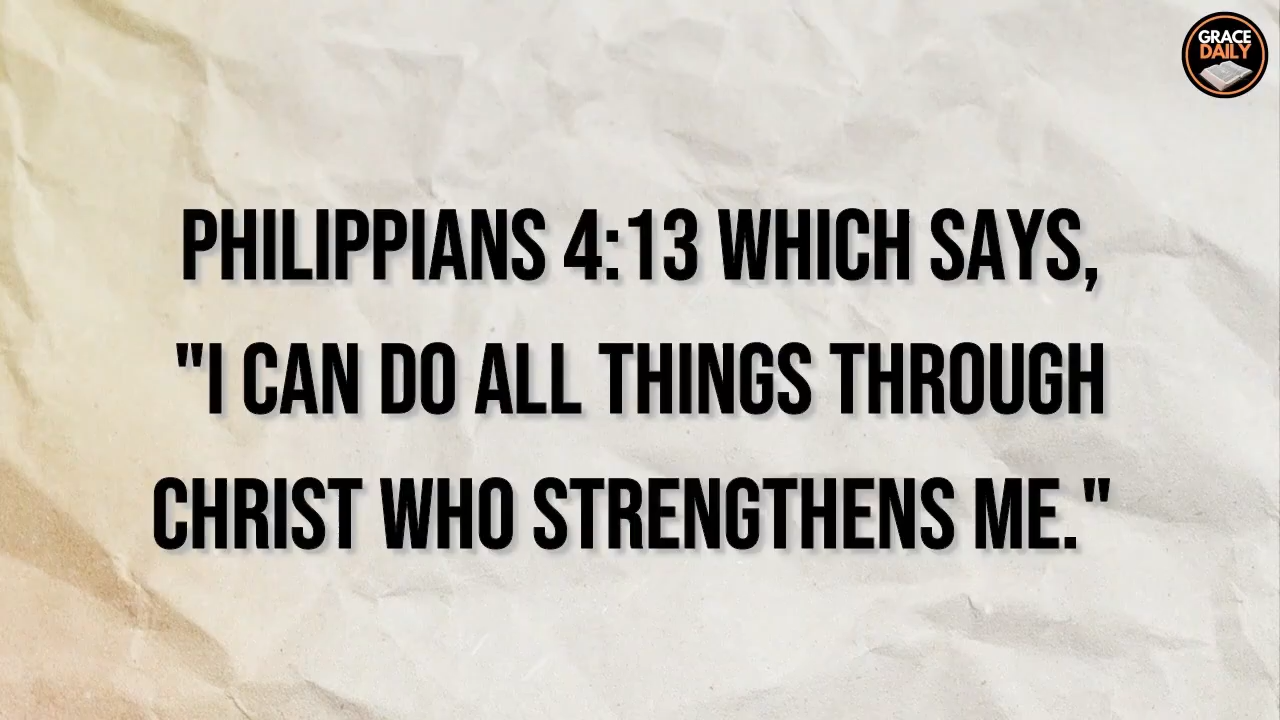 GRACE
DAILY
PHILIPPIANS 4:13 WHICH SAYS,
"I CAN DO ALL THINGS THROUGH
CHRIST WHO STRENGTHENS ME."